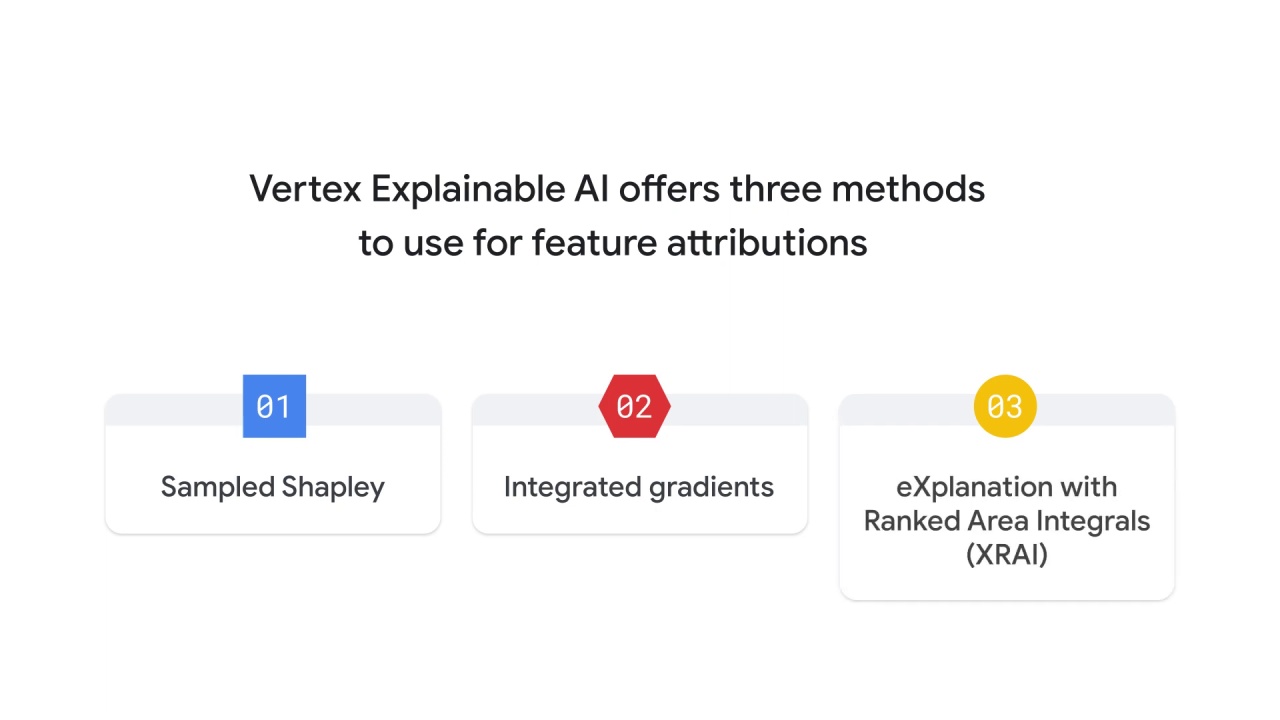 Vertex Explainable AI offers three methods
to use for feature attributions
01
Sampled Shapley
02
Integrated gradients
03
eXplanation with
Ranked Area Integrals
(XRAI)